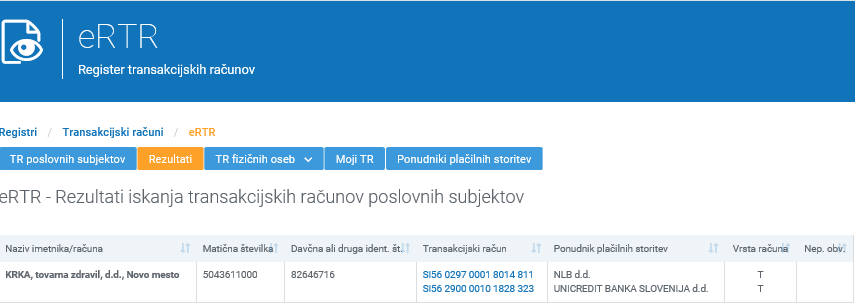 eRTR
Register transakcijskih računov
Registri / Transakcijski računi / eRTR
TR poslovnih subjektov Rezultati TR fizičnih oseb Moji TR Ponudniki plačilnih storitev
eRTR - Rezultati iskanja transakcijskih računov poslovnih subjektov
Naziv imetnika/računa Matična številka Davčna ali druga ident. št. Transakcijski račun Ponudnik plačilnih storitev Vrsta računa Nep. obv.
KRKA, tovarna zdravil, d.d., Novo mesto 5043611000 82646716 SI56 0297 0001 8014 811 NLB d.d. T
SI56 2900 0010 1828 323 UNICREDIT BANKA SLOVENIJA d.d. T